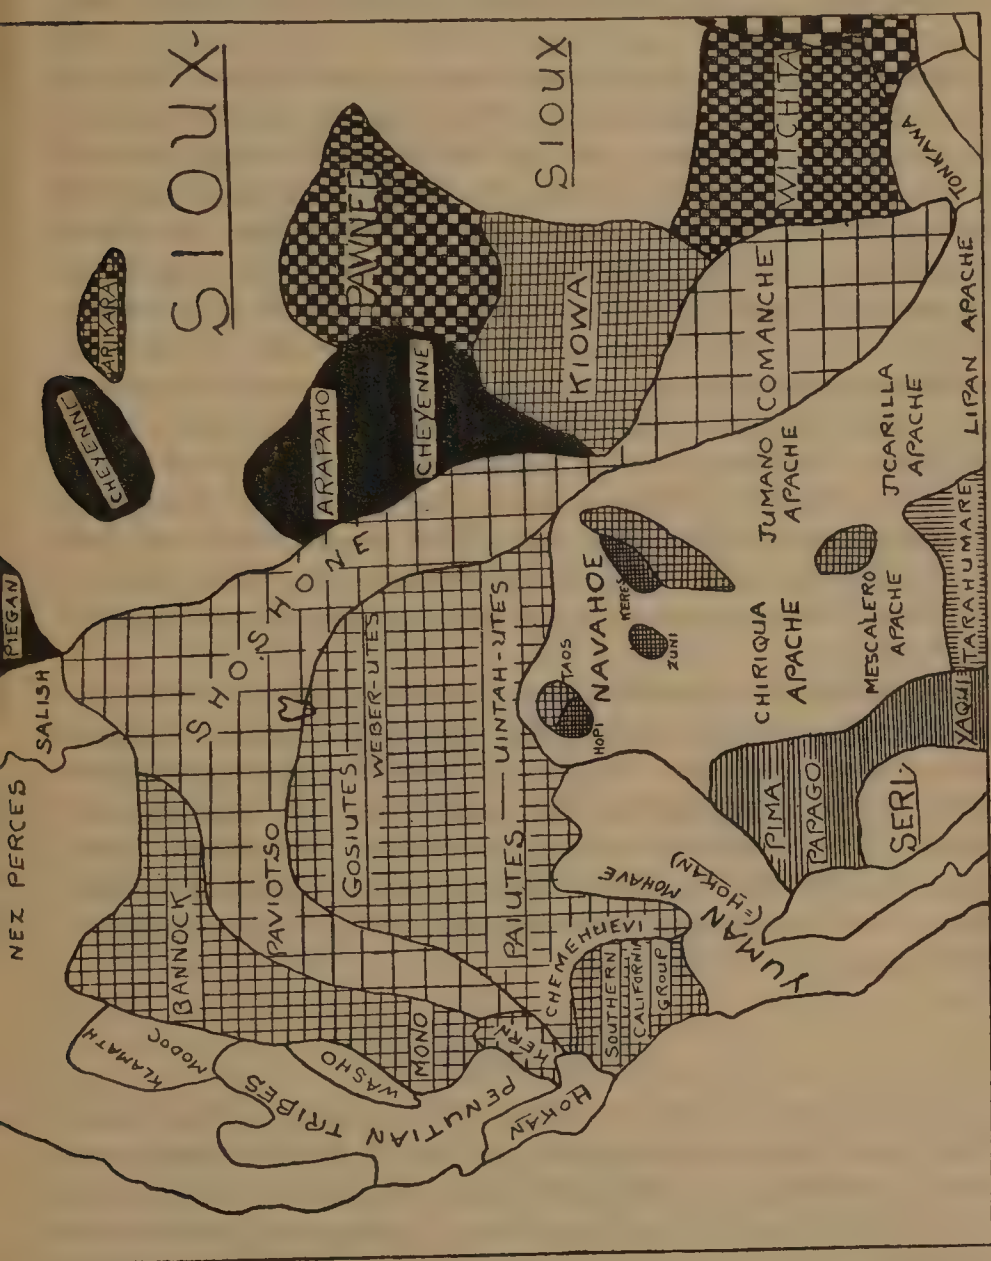 NEZ PERCES
SALISH
PIEGAN
KLAMATH
MODOC
BANNOCK
CHEYENNE
ARIKARA
SIOUX
SHOSHONE
PENUTIAN TRIBES
WASHO
PAVIOTSO
GOSIUTES
WEBER-UTES
ARAPAHO
CHEYENNE
PAWNEE
MONO
KERN
PAIUTES
UINTAH-UTES
HOKAN
CHEMEHUEVI
SOUTHERN
CALIFORNIA
GROUP
MOHAVE
YUMAN
(=HOKAN)
HOPI
TAOS
NAVAHOE
KERES
ZUNI
KIOWA
SIOUX
CHIRIQUA
APACHE
JUMANO
APACHE
COMANCHE
WICHITA
PIMA
PAPAGO
MESCALERO
APACHE
JICARILLA
APACHE
TONKAWA
SERI
YAQUI
TARAHUMARE
LIPAN APACHE